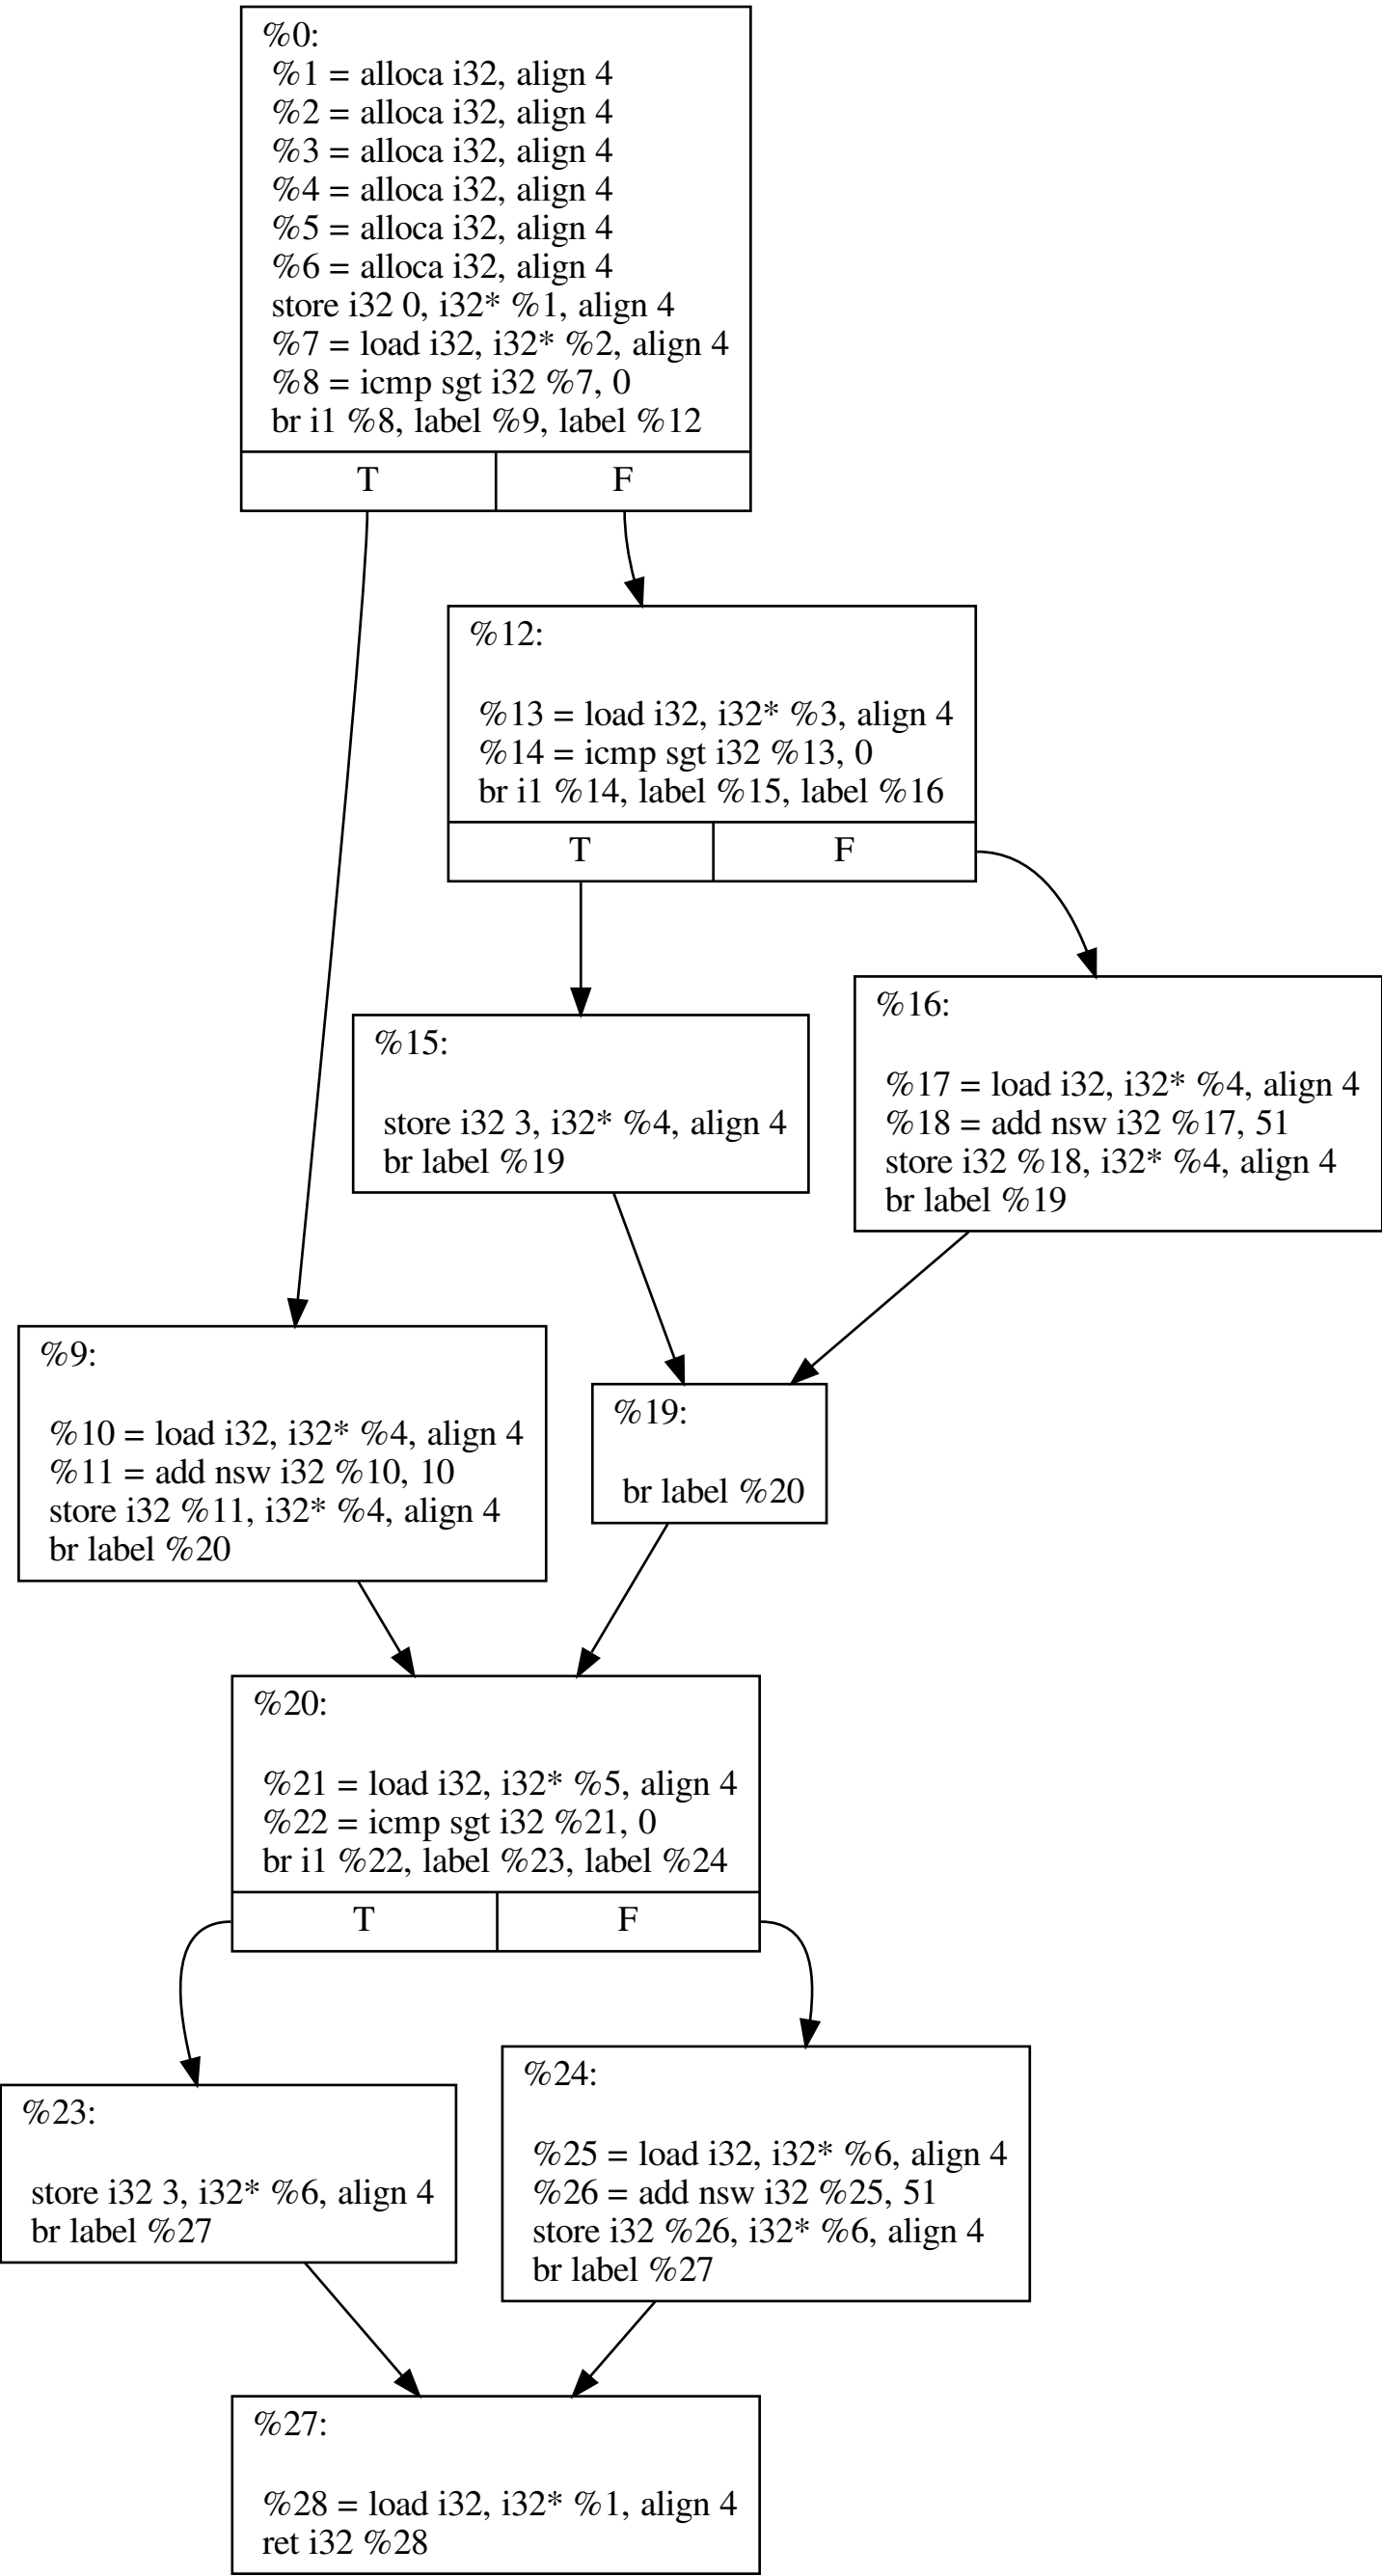 %0:
%1 = alloca i32, align 4
%2 = alloca i32, align 4
%3 = alloca i32, align 4
%4 = alloca i32, align 4
%5 = alloca i32, align 4
%6 = alloca i32, align 4
store i32 0, i32* %1, align 4
%7 = load i32, i32* %2, align 4
%8 = icmp sgt i32 %7, 0
br i1 %8, label %9, label %12
T F
%12:
%13 = load i32, i32* %3, align 4
%14 = icmp sgt i32 %13, 0
br i1 %14, label %15, label %16
T F
%15:
store i32 3, i32* %4, align 4
br label %19
%16:
%17 = load i32, i32* %4, align 4
%18 = add nsw i32 %17, 51
store i32 %18, i32* %4, align 4
br label %19
%9:
%10 = load i32, i32* %4, align 4
%11 = add nsw i32 %10, 10
store i32 %11, i32* %4, align 4
br label %20
%19:
br label %20
%20:
%21 = load i32, i32* %5, align 4
%22 = icmp sgt i32 %21, 0
br i1 %22, label %23, label %24
T F
%23:
store i32 3, i32* %6, align 4
br label %27
%24:
%25 = load i32, i32* %6, align 4
%26 = add nsw i32 %25, 51
store i32 %26, i32* %6, align 4
br label %27
%27:
%28 = load i32, i32* %1, align 4
ret i32 %28